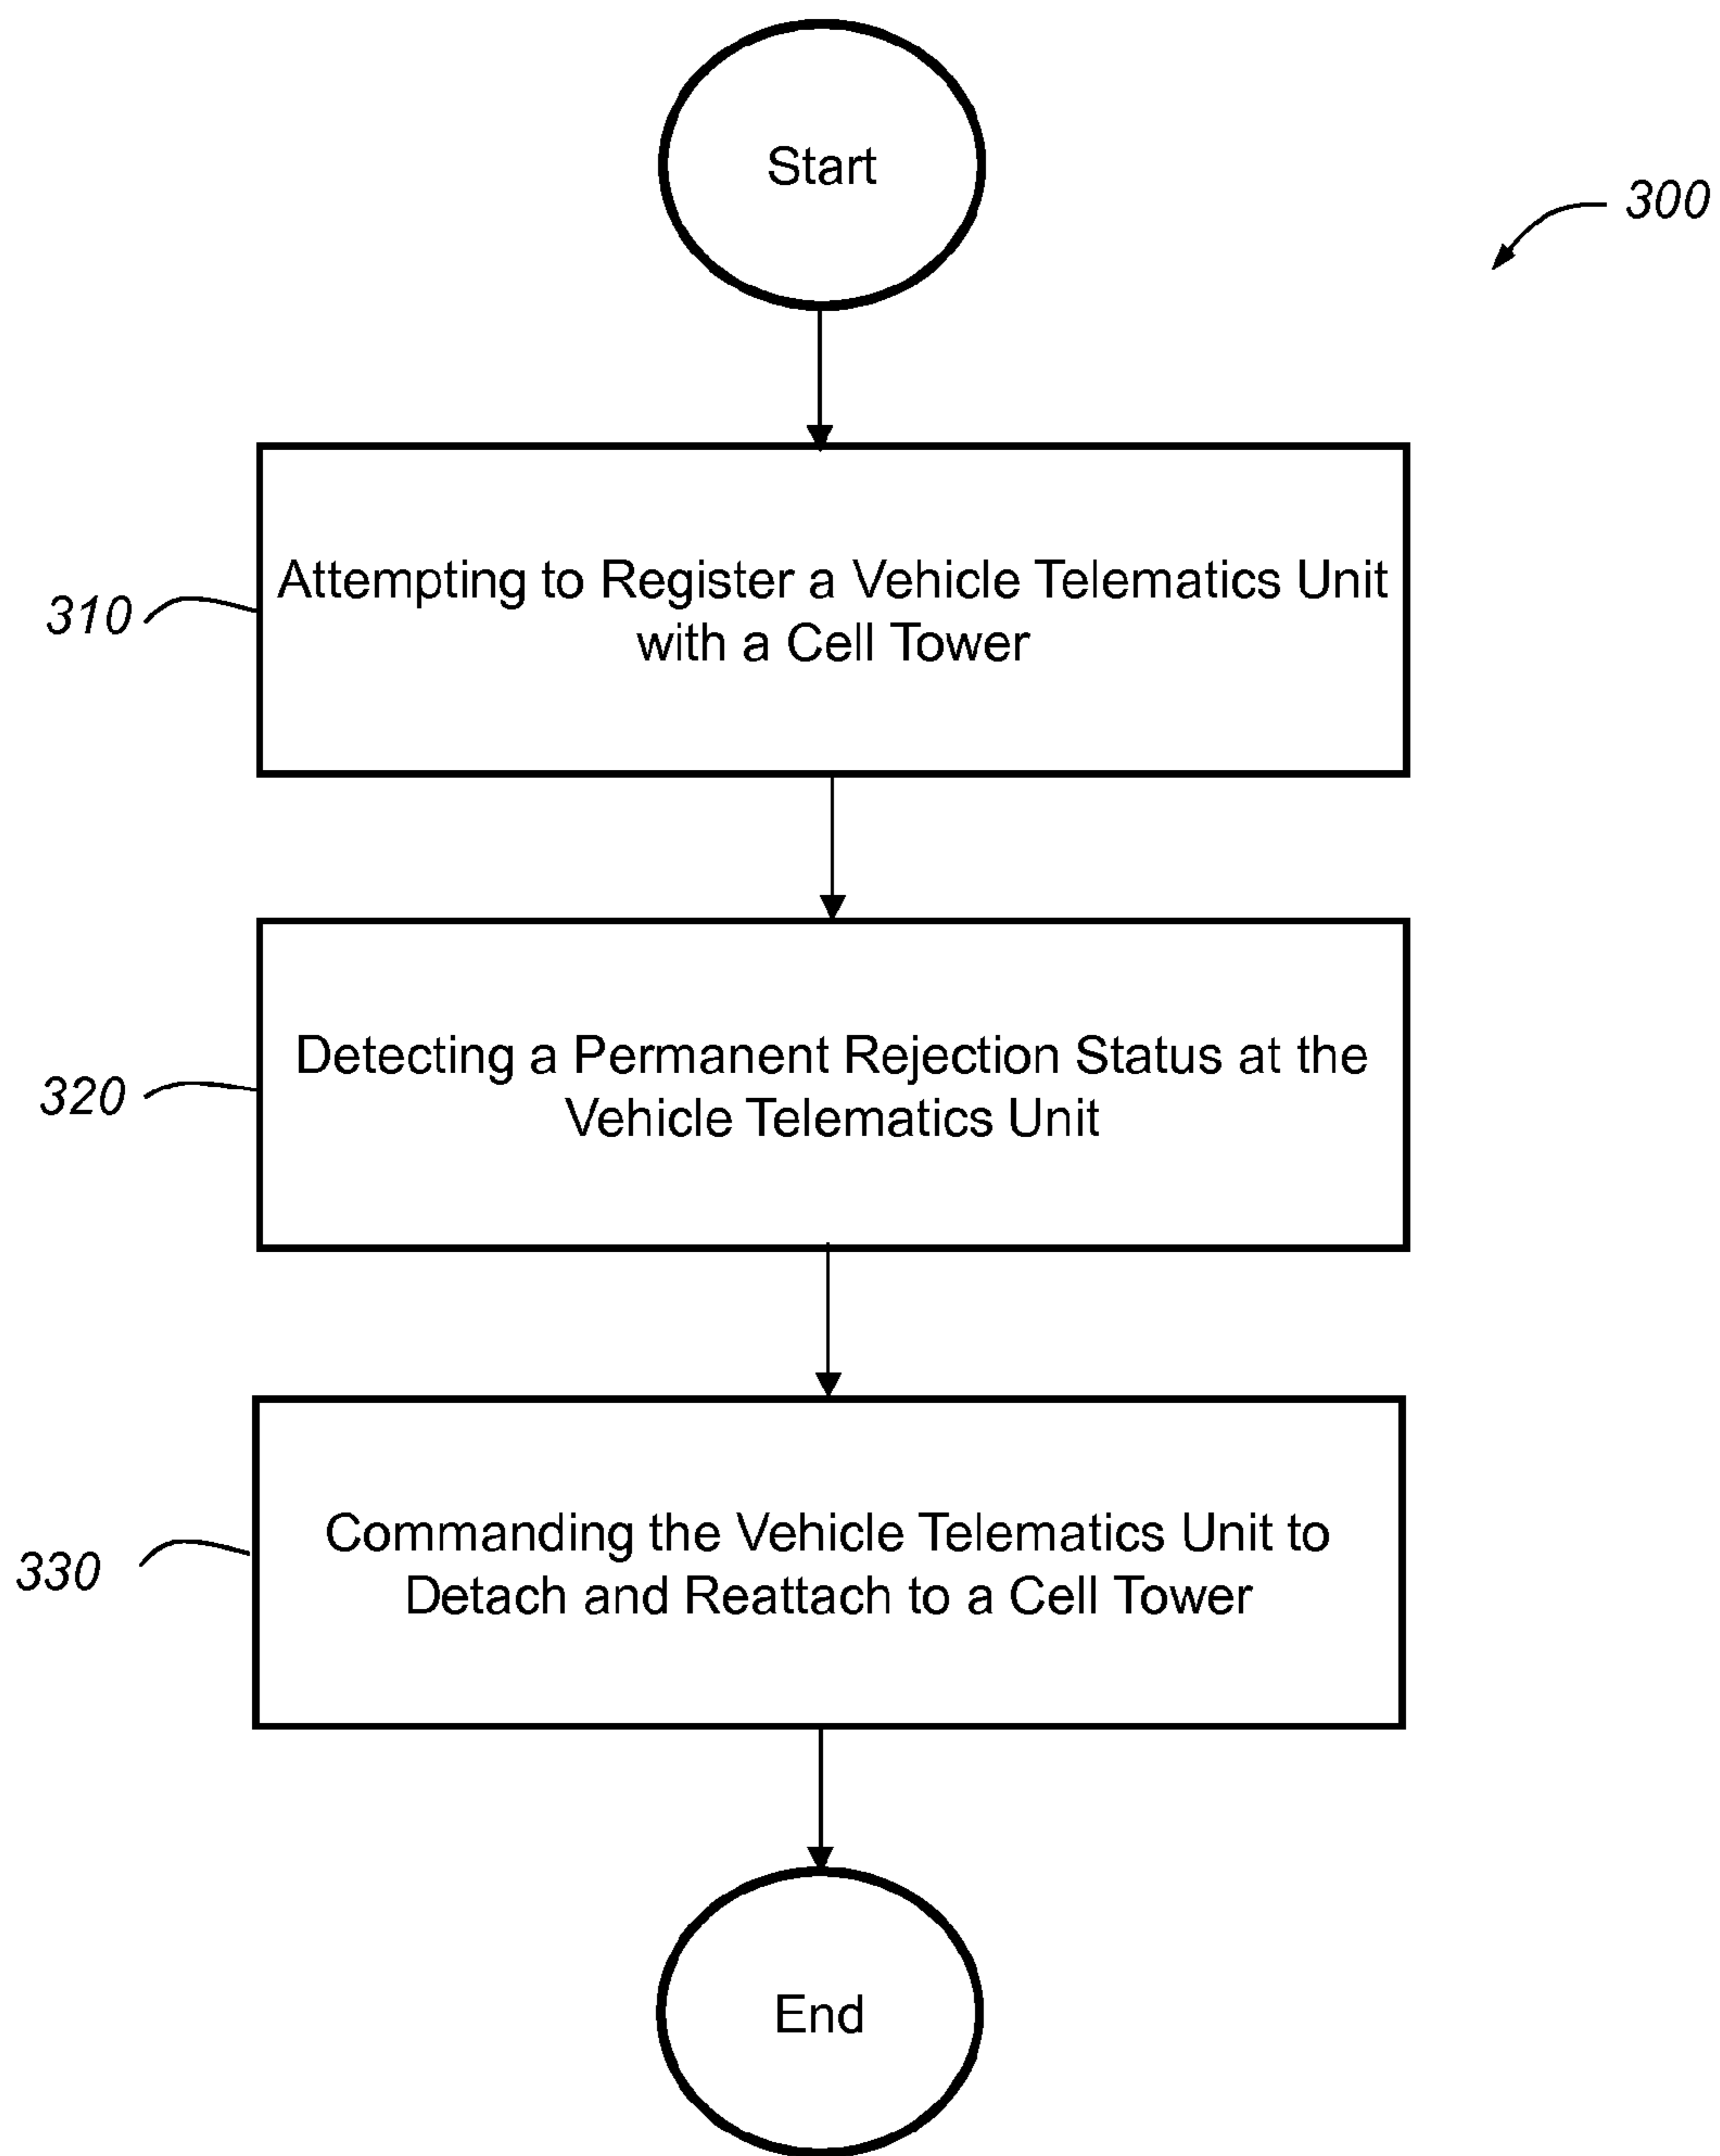 Start
300
Attempting to Register a Vehicle Telematics Unit
with a Cell Tower
310
Detecting a Permanent Rejection Status at the
Vehicle Telematics Unit
320
Commanding the Vehicle Telematics Unit to
Detach and Reattach to a Cell Tower
330
End